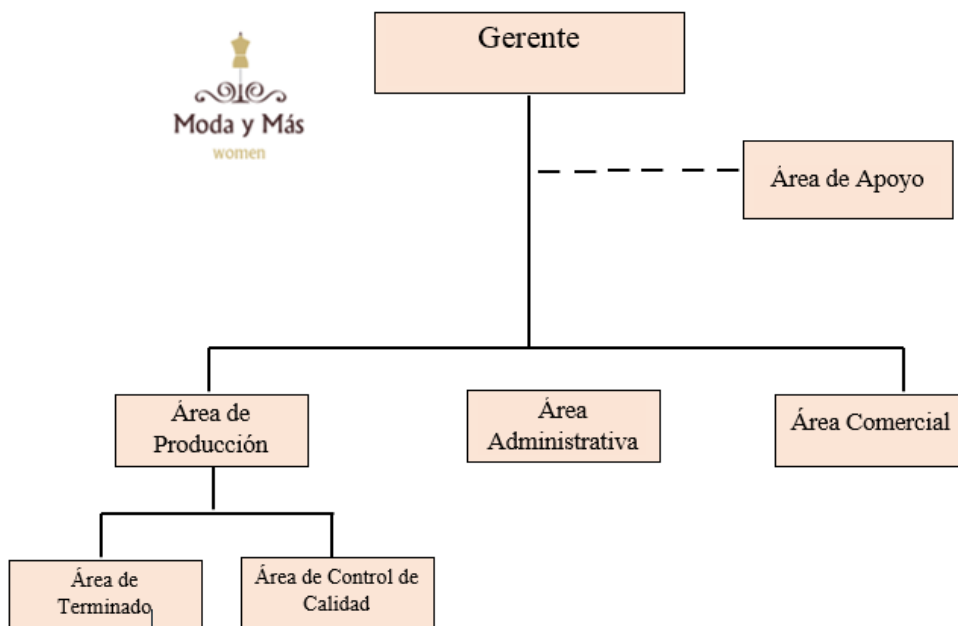 Gerente
Moda y Más
women
Área de Apoyo
Área de
Producción
Área
Administrativa
Área Comercial
Área de
Terminado
Área de Control de
Calidad